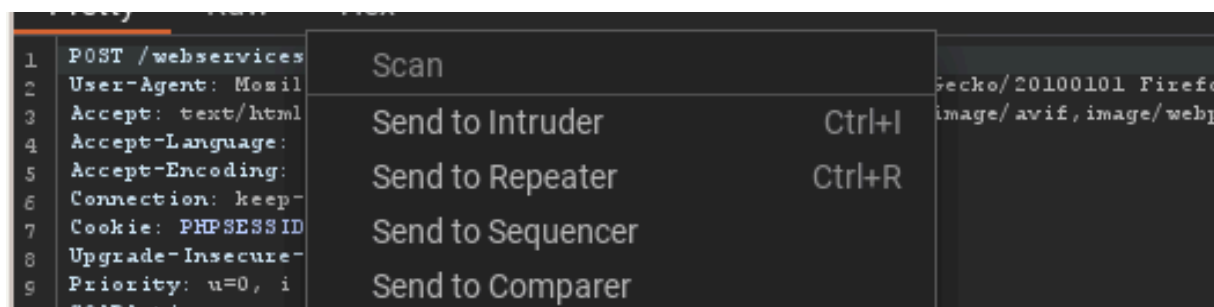 Pretty Raw Hex
1 POST /webservices
2 User-Agent: Mozil
3 Accept: text/html
4 Accept-Language:
5 Accept-Encoding:
6 Connection: keep-
7 Cookie: PHPSESSID
8 Upgrade-Insecure-
9 Priority: u=0, i
Scan
Send to Intruder Ctrl+I
Send to Repeater Ctrl+R
Send to Sequencer
Send to Comparer
Gecko/20100101 Firefo
image/avif,image/webp